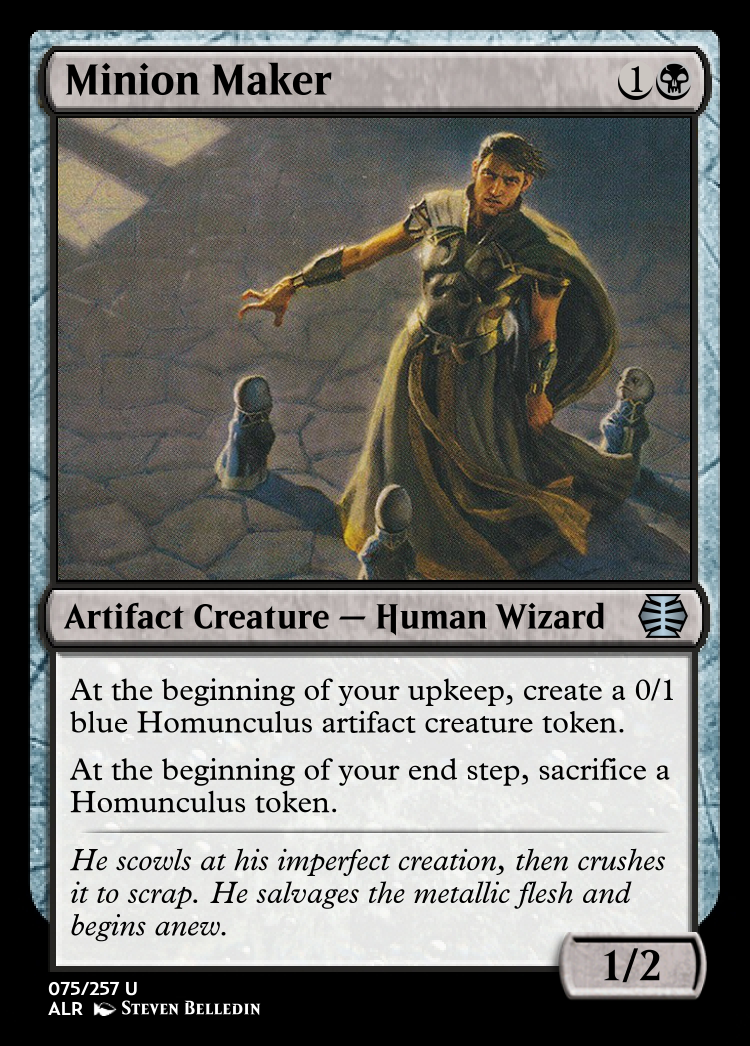 Minion Maker
1
Artifact Creature — Human Wizard
At the beginning of your upkeep, create a 0/1
blue Homunculus artifact creature token.
At the beginning of your end step, sacrifice a
Homunculus token.
He scowls at his imperfect creation, then crushes
it to scrap. He salvages the metallic flesh and
begins anew.
1/2
075/257 U
ALR Steven Belledin